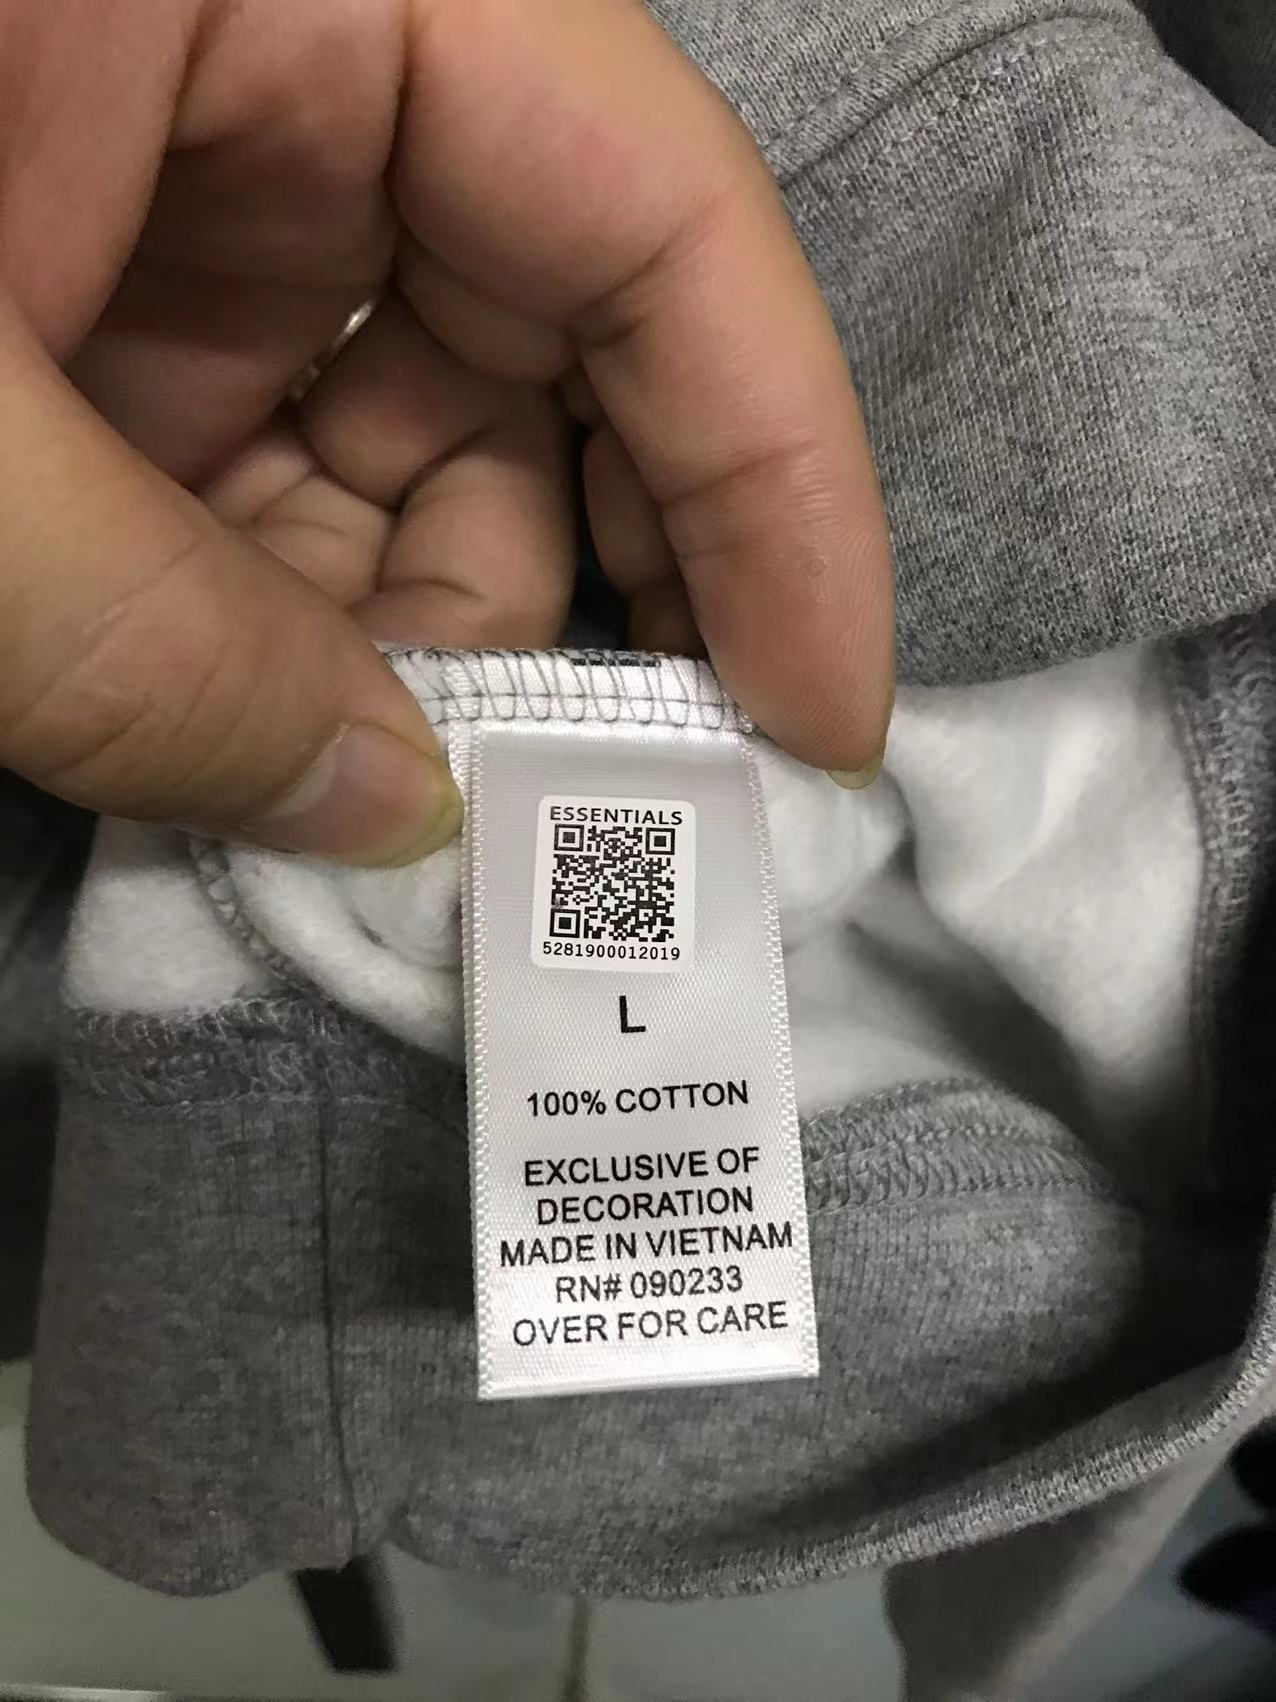 ESSENTIALS
5281900012019
L
100% COTTON
EXCLUSIVE OF
DECORATION
MADE IN VIETNAM
RN# 090233
OVER FOR CARE